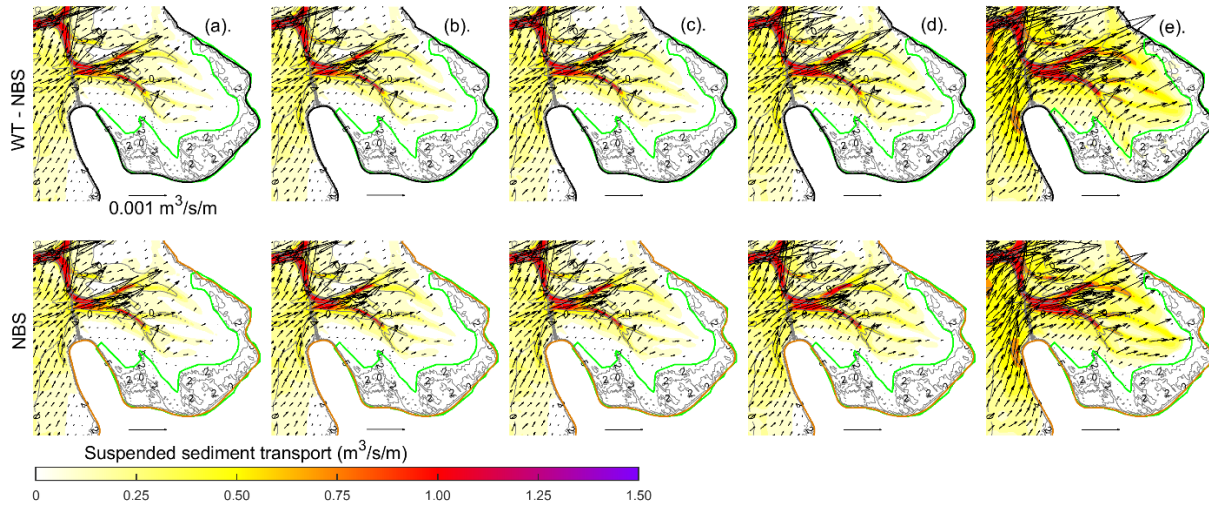 (a). (b). (c). (d). (e).
WT - NBS
0.001 m³/s/m
NBS
Suspended sediment transport (m³/s/m)
0 0.25 0.50 0.75 1.00 1.25 1.50